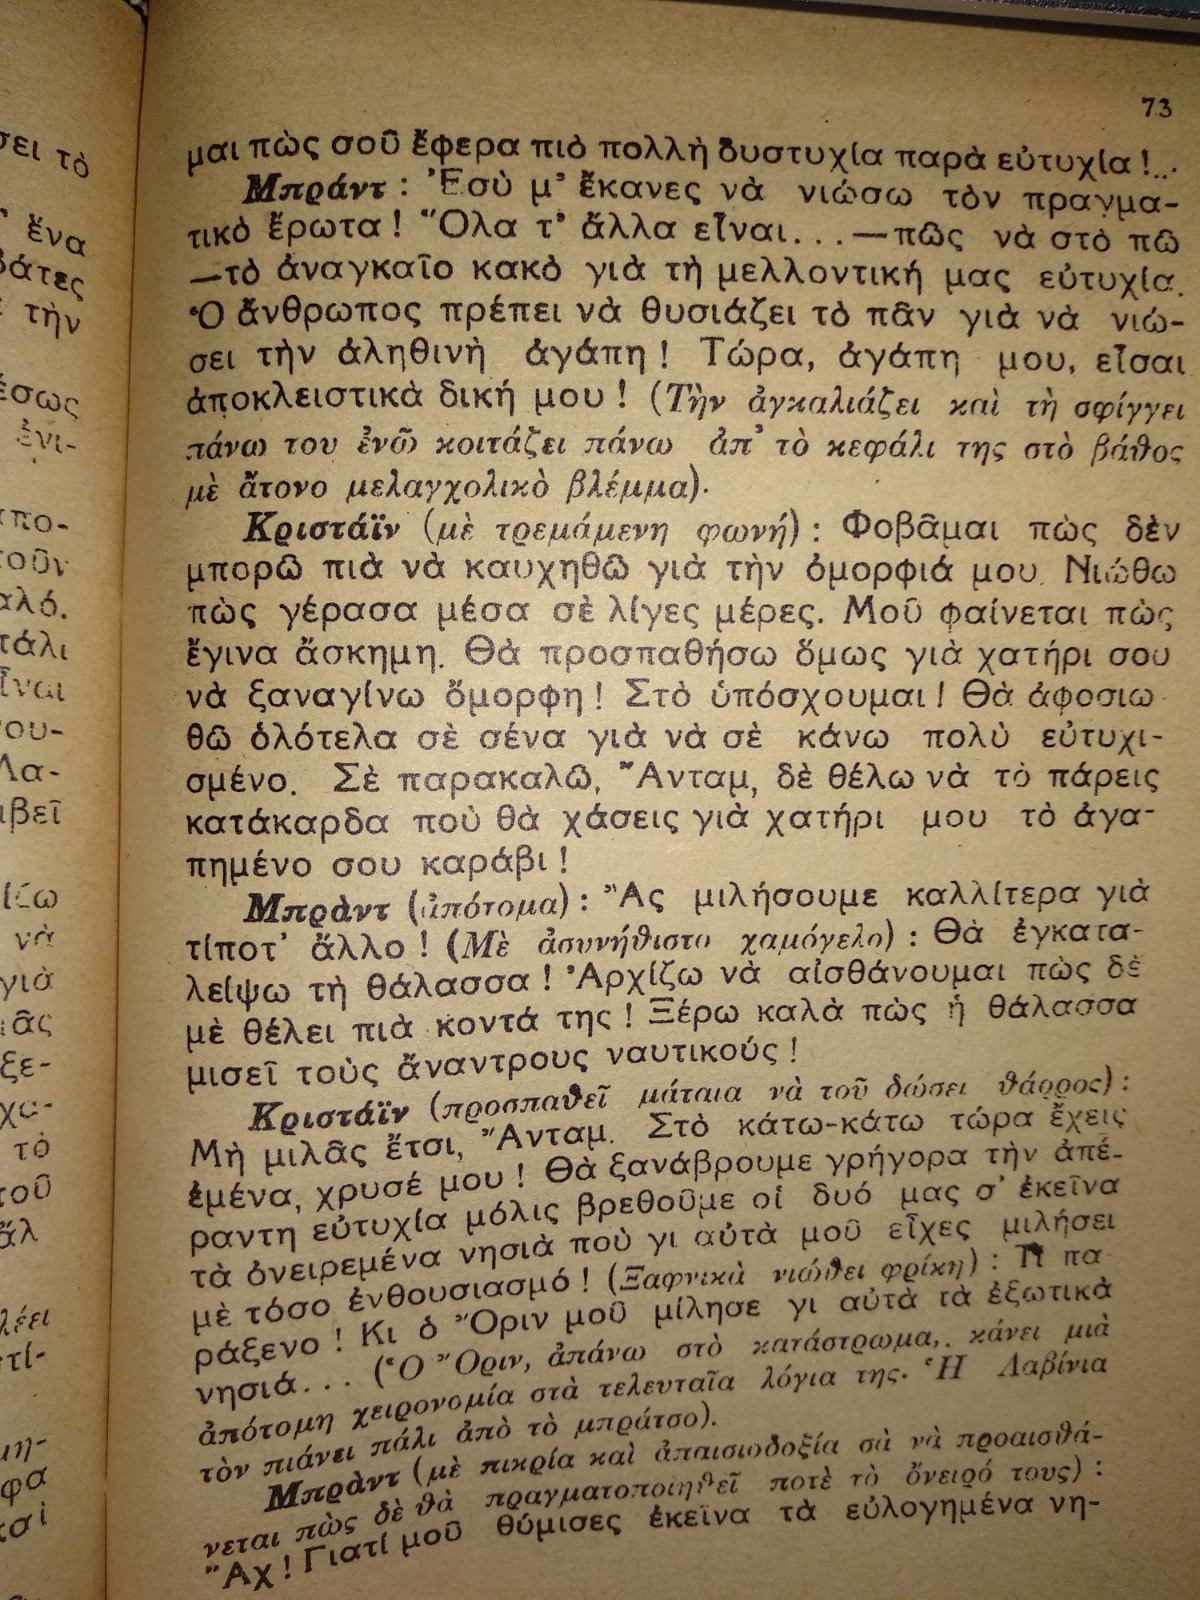 73
μαι πὼς σοῦ ἔφερα πιὸ πολλὴ δυστυχία παρὰ εὐτυχία!..·
Μπράντ : Ἐσὺ μ' ἔκανες νὰ νιώσω τὸν πραγμα-
τικὸ ἔρωτα! Ὅλα τ' ἄλλα εἶναι...—πῶς νὰ στὸ πῶ
—τὸ ἀναγκαῖο κακὸ γιὰ τὴ μελλοντική μας εὐτυχία.
Ὁ ἄνθρωπος πρέπει νὰ θυσιάζει τὸ πᾶν γιὰ νὰ νιώ-
σει τὴν ἀληθινὴ ἀγάπη! Τώρα, ἀγάπη μου, εἶσαι
ἀποκλειστικὰ δική μου! (Τὴν ἀγκαλιάζει καὶ τὴ σφίγγει
πάνω του ἐνῶ κοιτάζει πάνω ἀπ' τὸ κεφάλι της στὸ βάθος
μὲ ἄτονο μελαγχολικὸ βλέμμα).
Κριστάϊν (μὲ τρεμάμενη φωνή) : Φοβᾶμαι πὼς δὲν
μπορῶ πιὰ νὰ καυχηθῶ γιὰ τὴν ὀμορφιά μου. Νιώθω
πὼς γέρασα μέσα σὲ λίγες μέρες. Μοῦ φαίνεται πὼς
ἔγινα ἄσκημη. Θὰ προσπαθήσω ὅμως γιὰ χατήρι σου
νὰ ξαναγίνω ὄμορφη! Στὸ ὑπόσχουμαι! Θὰ ἀφοσιω
θῶ ὁλότελα σὲ σένα γιὰ νὰ σὲ κάνω πολὺ εὐτυχι-
σμένο. Σὲ παρακαλῶ, Ἄνταμ, δὲ θέλω νὰ τὸ πάρεις
κατάκαρδα ποὺ θὰ χάσεις γιὰ χατήρι μου τὸ ἀγα-
πημένο σου καράβι!
Μπρὰντ (ἀπότομα) : Ἂς μιλήσουμε καλλίτερα γιὰ
τίποτ' ἄλλο! (Μὲ ἀσυνήθιστο χαμόγελο) : Θὰ ἐγκατα-
λείψω τὴ θάλασσα! Ἀρχίζω νὰ αἰσθάνουμαι πὼς δὲ
μὲ θέλει πιὰ κοντά της! Ξέρω καλὰ πὼς ἡ θάλασσα
μισεῖ τοὺς ἄναντρους ναυτικούς!
Κριστάϊν (προσπαθεῖ μάταια νὰ τοῦ δώσει θάρρος) :
Μὴ μιλᾶς ἔτσι, Ἄνταμ. Στὸ κάτω-κάτω τώρα ἔχεις
ἐμένα, χρυσέ μου! Θὰ ξανάβρουμε γρήγορα τὴν ἀπέ-
ραντη εὐτυχία μόλις βρεθοῦμε οἱ δυό μας σ' ἐκεῖνα
τὰ ὀνειρεμένα νησιὰ ποὺ γι αὐτὰ μοῦ εἶχες μιλήσει
μὲ τόσο ἐνθουσιασμό! (Ξαφνικὰ νιώθει φρίκη) : Τί πα-
ράξενο! Κι ὁ Ὄριν μοῦ μίλησε γι αὐτὰ τὰ ἐξωτικὰ
νησιά... (Ὁ Ὄριν, ἀπάνω στὸ κατάστρωμα,. κάνει μιὰ
ἀπότομη χειρονομία στὰ τελευταῖα λόγια της. Ἡ Λαβίνια
τὸν πιάνει πάλι ἀπὸ τὸ μπράτσο).
Μπρὰντ (μὲ πικρία καὶ ἀπαισιοδοξία σὰ νὰ προαισθά-
νεται πὼς δὲ θὰ πραγματοποιηθεῖ ποτὲ τὸ ὄνειρό τους) :
Ἄχ! Γιατί μοῦ θύμισες ἐκεῖνα τὰ εὐλογημένα νη-